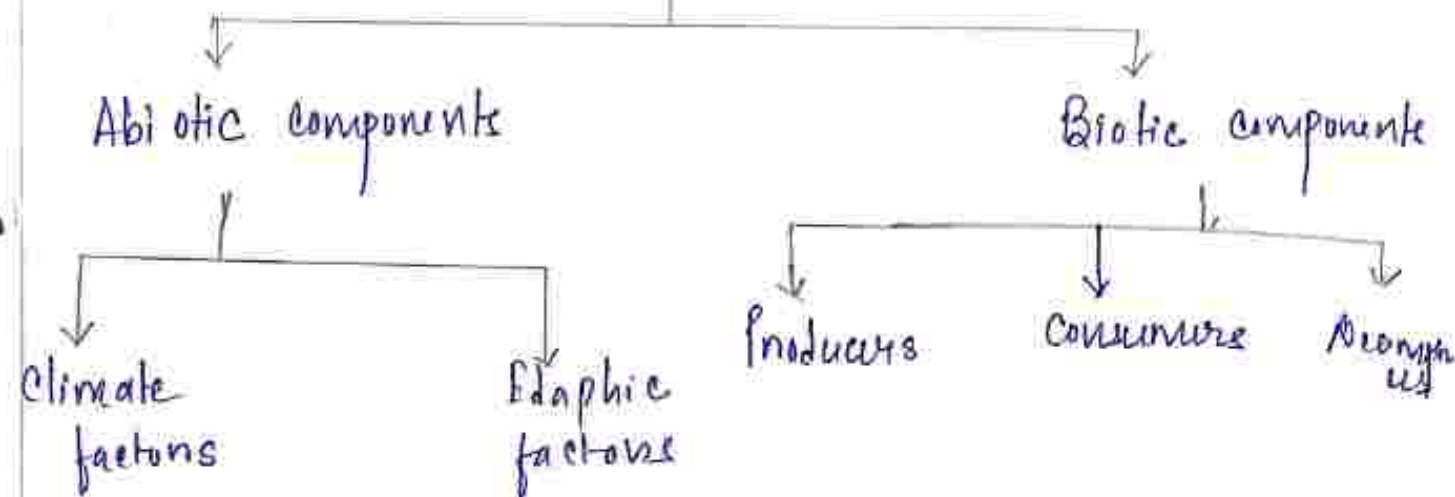 Abiotic components
Biotic components
Producers
Consumers
Climate
factors
Edaphic
factors